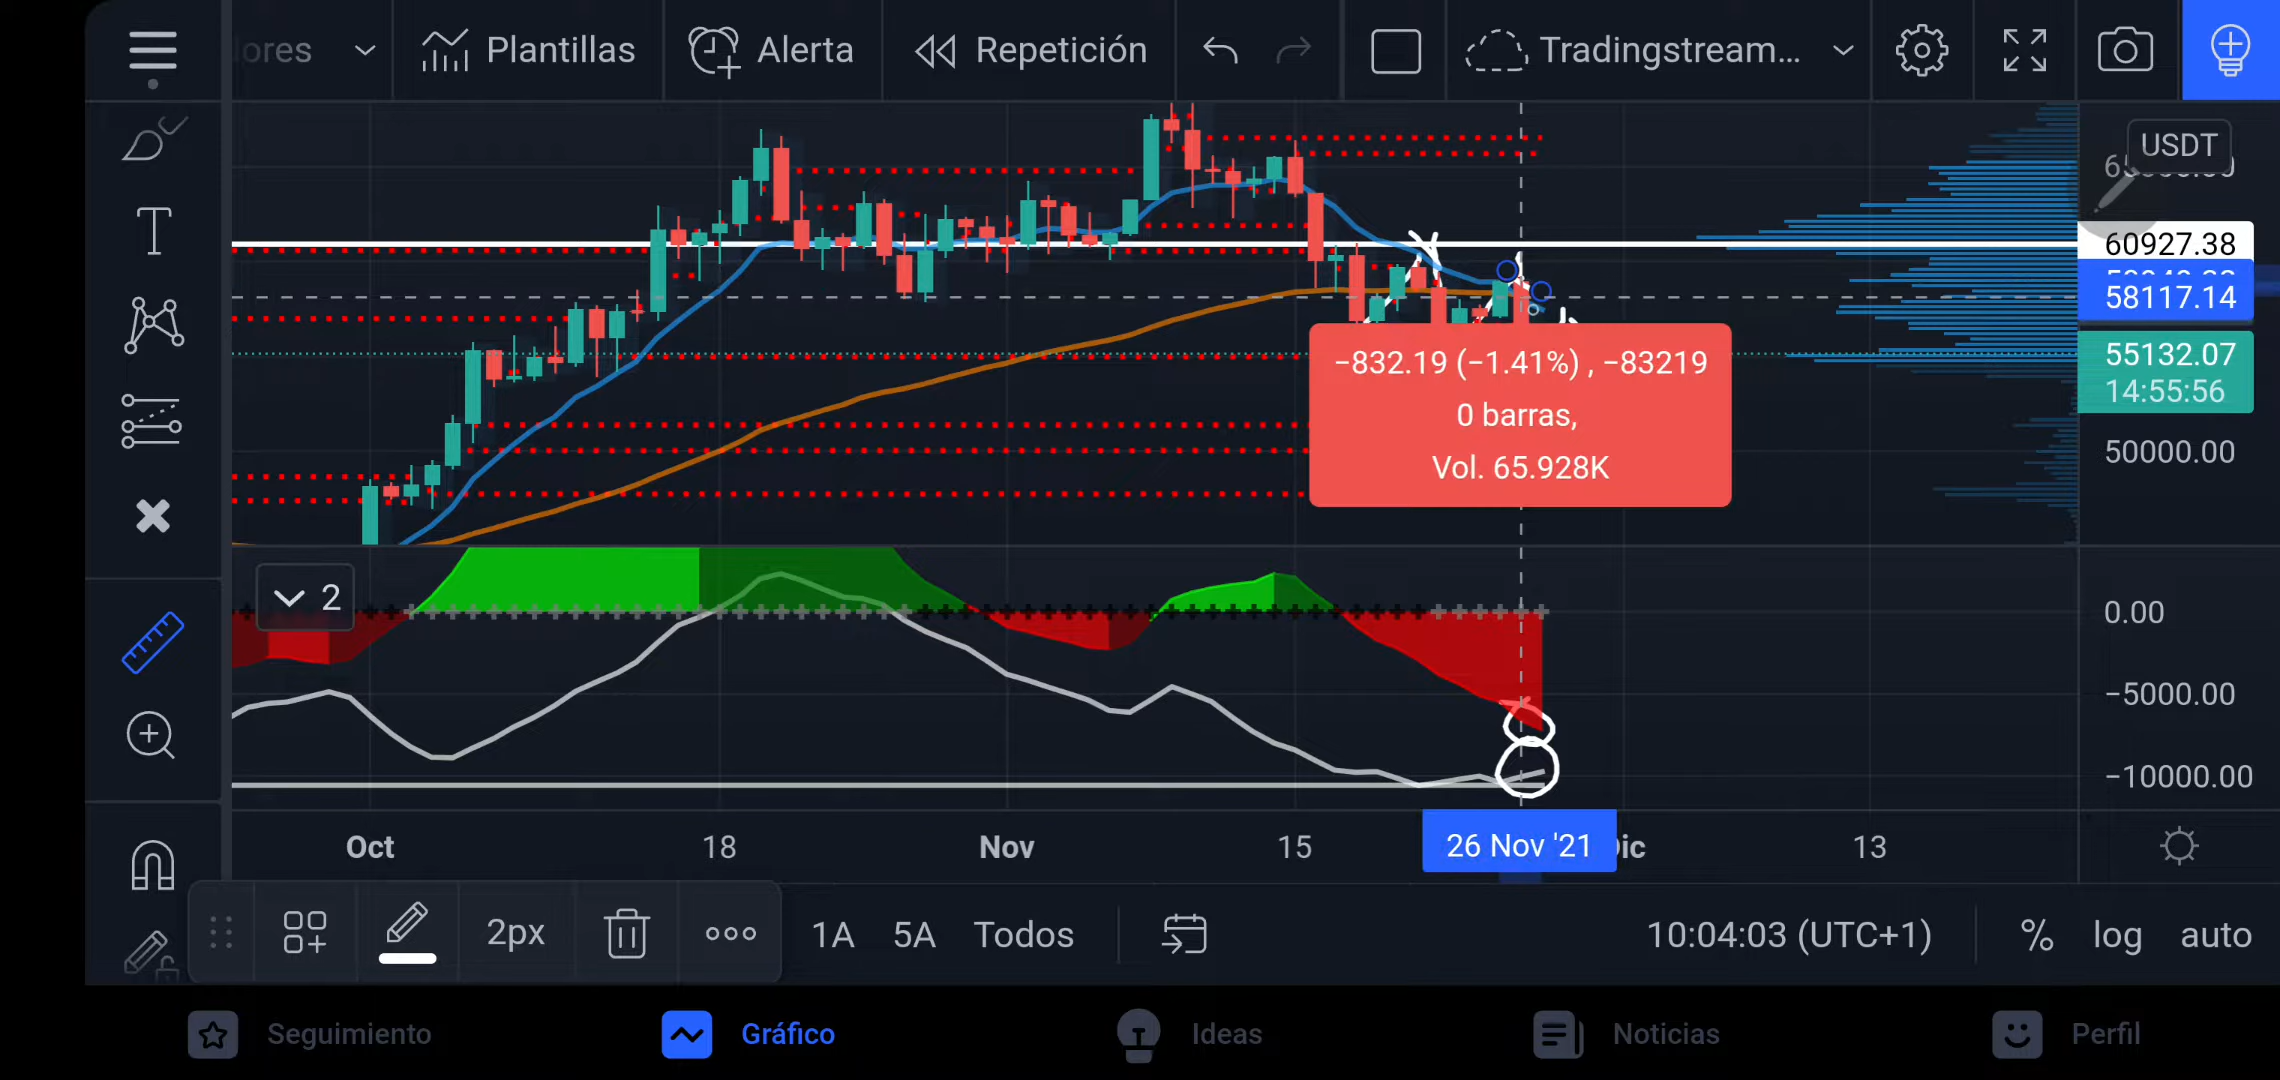 ores
Plantillas
Alerta
Repetición
Tradingstream...
USDT
60927.38
58117.14
55132.07
14:55:56
50000.00
−832.19 (−1.41%) , −83219
0 barras,
Vol. 65.928K
2
0.00
−5000.00
−10000.00
Oct
18
Nov
15
26 Nov '21
ic
13
2px
1A
5A
Todos
10:04:03 (UTC+1)
%
log
auto
Seguimiento
Gráfico
Ideas
Noticias
Perfil